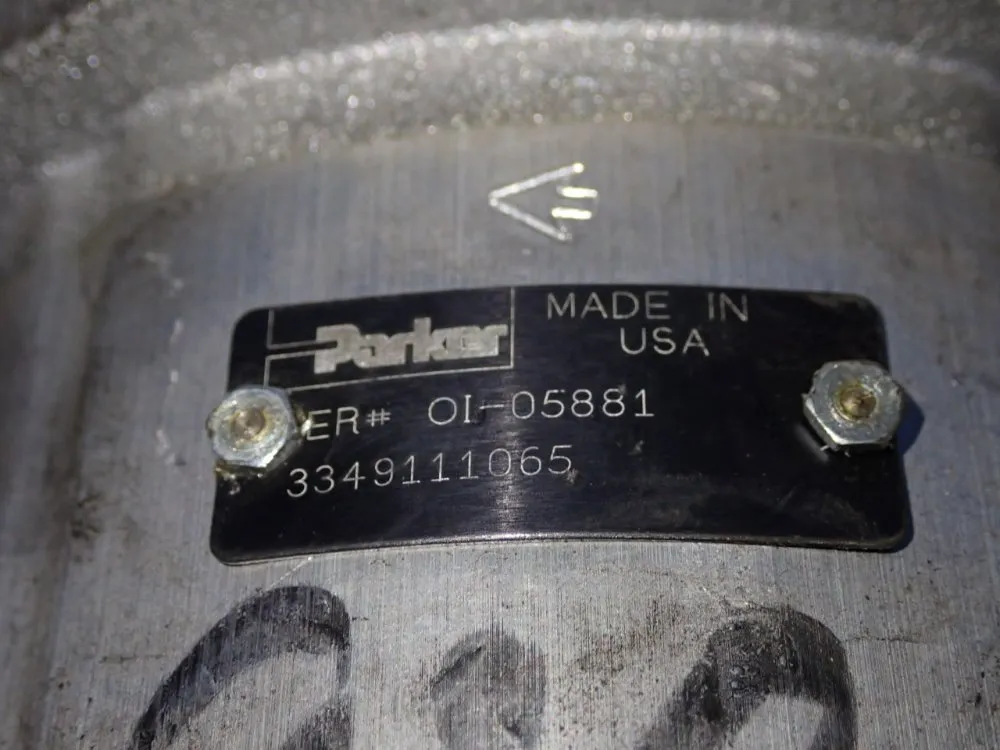 Parker
MADE IN
USA
ER# OI-05881
3349111065